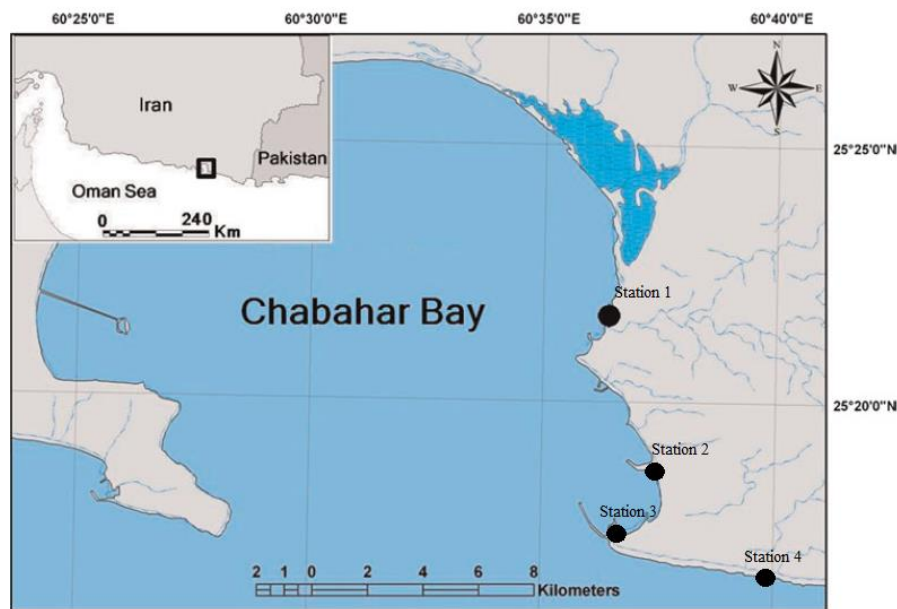 60°25'0"E 60°30'0"E 60°35'0"E 60°40'0"E
Iran
Pakistan
Oman Sea
0 240
Km
N
W E
S
25°25'0"N
Station 1
Chabahar Bay
25°20'0"N
Station 2
Station 3
Station 4
2 1 0 2 4 6 8
Kilometers